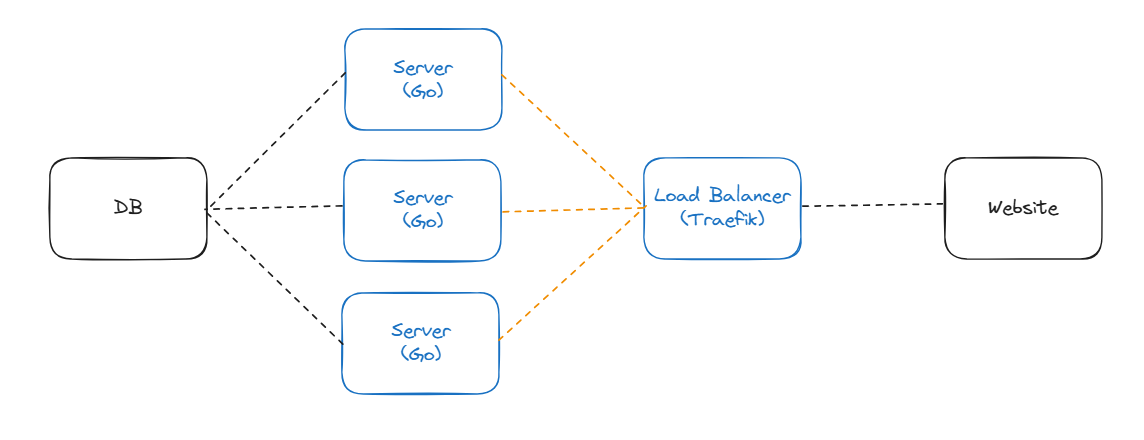 Server
(Go)
DB
Server
(Go)
Load Balancer
(Traefik)
Website
Server
(Go)